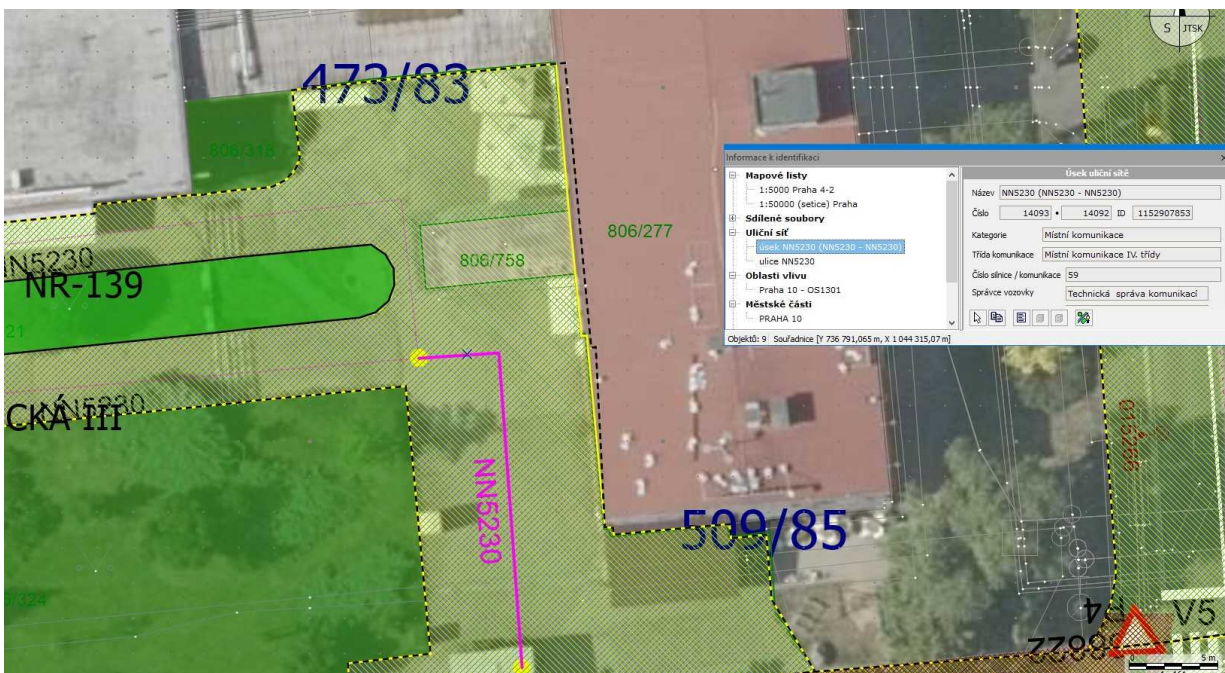 S JTSK
473/83
806/318
NN5230
NR-139
21
806/758
806/277
NN5230
CKÁ III
NN5230
509/85
015266
V5
5 m
Informace k identifikaci
Mapové listy
1:5000 Praha 4-2
1:50000 (setice) Praha
Sdílené soubory
Uliční síť
úsek NN5230 (NN5230 - NN5230)
ulice NN5230
Oblasti vlivu
Praha 10 - OS1301
Městské části
PRAHA 10
Úsek uliční sítě
Název NN5230 (NN5230 - NN5230)
Číslo 14093 • 14092 ID 1152907853
Kategorie Místní komunikace
Třída komunikace Místní komunikace IV. třídy
Číslo silnice / komunikace 59
Správce vozovky Technická správa komunikací
Objektů: 9 Souřadnice [Y 736 791,065 m, X 1 044 315,07 m]